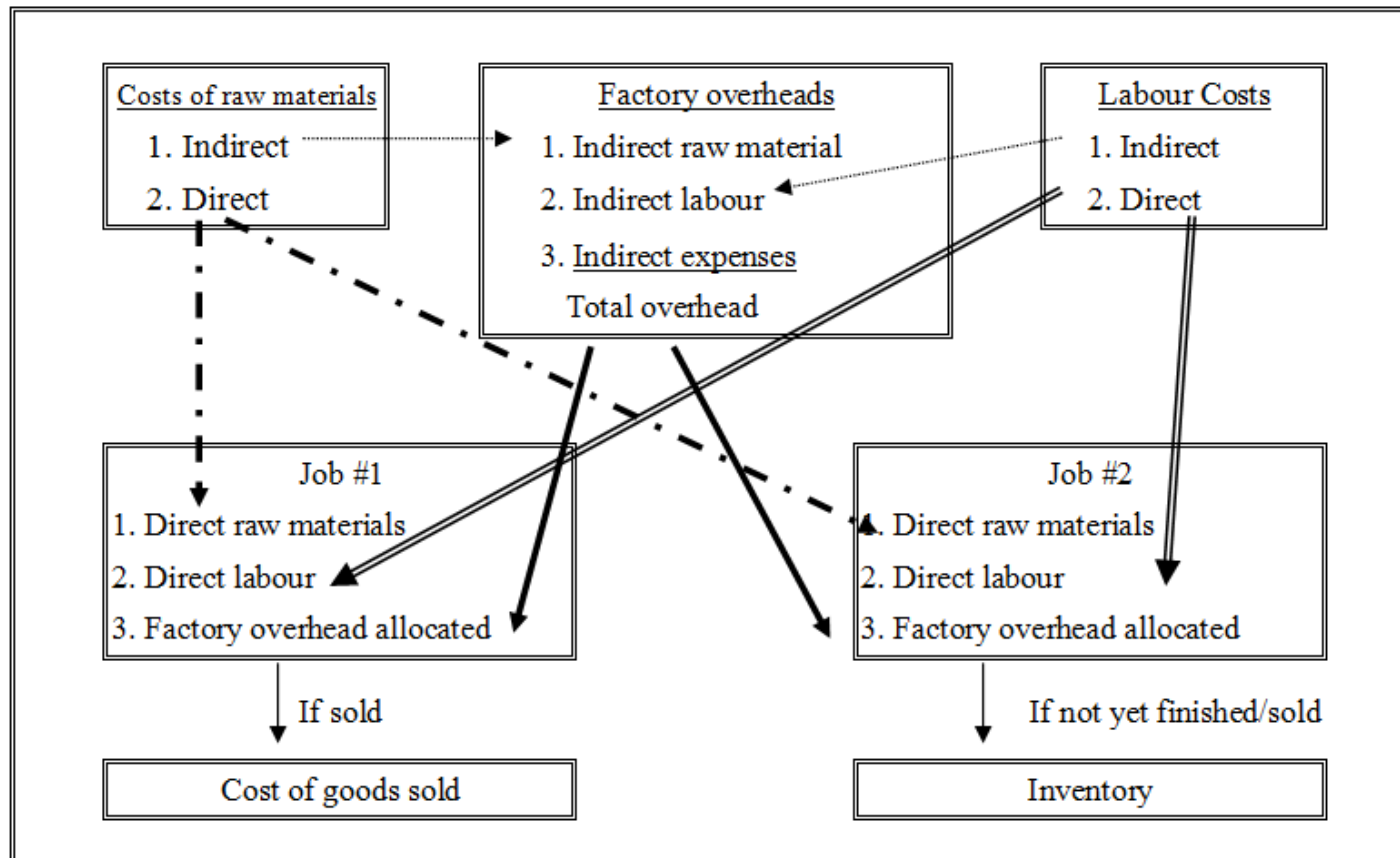 Costs of raw materials
1. Indirect
2. Direct
Factory overheads
1. Indirect raw material
2. Indirect labour
3. Indirect expenses
Total overhead
Labour Costs
1. Indirect
2. Direct
Job #1
1. Direct raw materials
2. Direct labour
3. Factory overhead allocated
Job #2
1. Direct raw materials
2. Direct labour
3. Factory overhead allocated
If sold
If not yet finished/sold
Cost of goods sold
Inventory